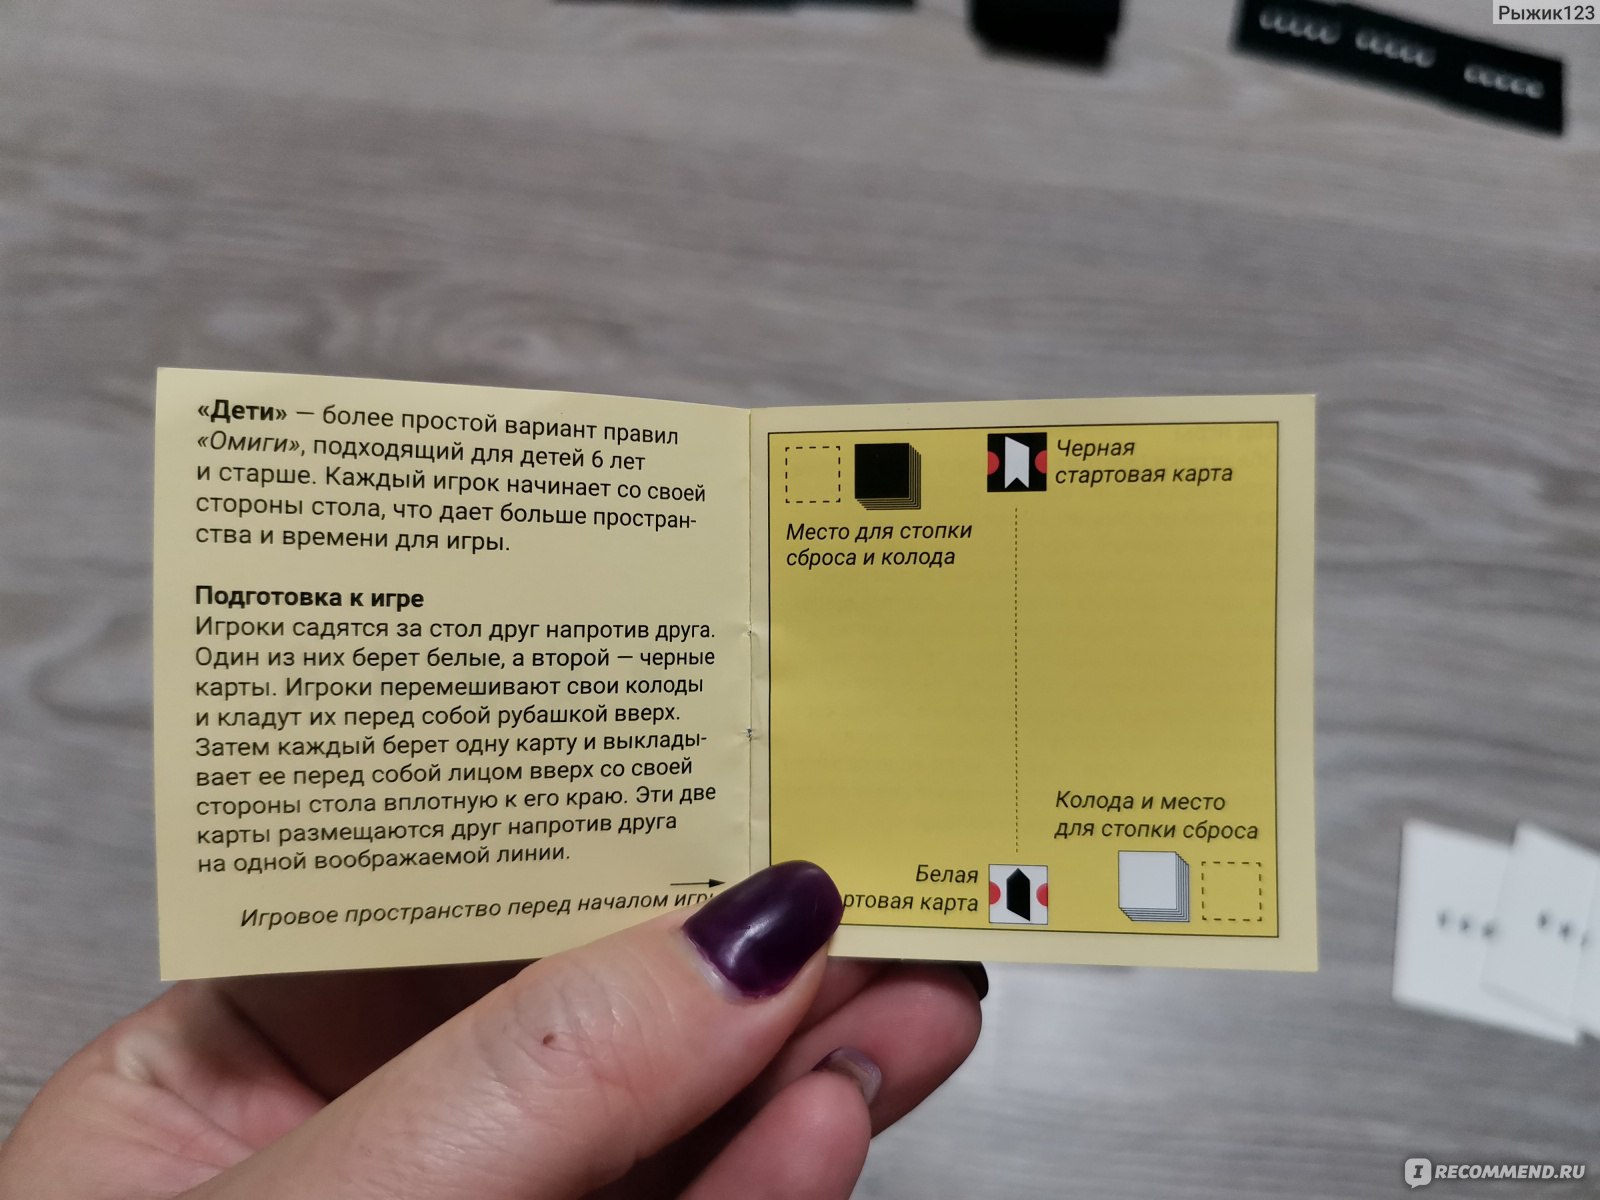 Рыжик123
«Дети» — более простой вариант правил
«Омиги», подходящий для детей 6 лет
и старше. Каждый игрок начинает со своей
стороны стола, что дает больше простран-
ства и времени для игры.
Подготовка к игре
Игроки садятся за стол друг напротив друга.
Один из них берет белые, а второй — черные
карты. Игроки перемешивают свои колоды
и кладут их перед собой рубашкой вверх.
Затем каждый берет одну карту и выклады-
вает ее перед собой лицом вверх со своей
стороны стола вплотную к его краю. Эти две
карты размещаются друг напротив друга
на одной воображаемой линии.
Игровое пространство перед началом
Черная
стартовая карта
Место для стопки
сброса и колода
Колода и место
для стопки сброса
Белая
карта
IRECOMMEND.RU